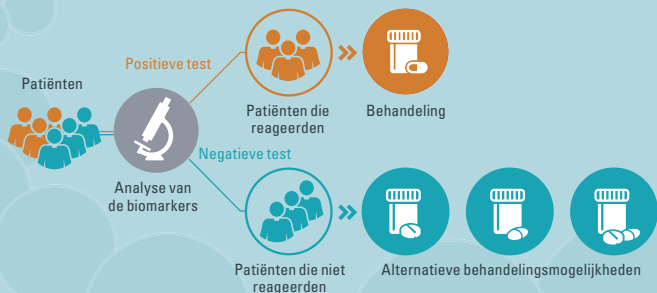 Patiënten
Positieve test
Analyse van
de biomarkers
Negatieve test
Patiënten die
reageerden
Behandeling
Patiënten die niet
reageerden
Alternatieve behandelingsmogelijkheden